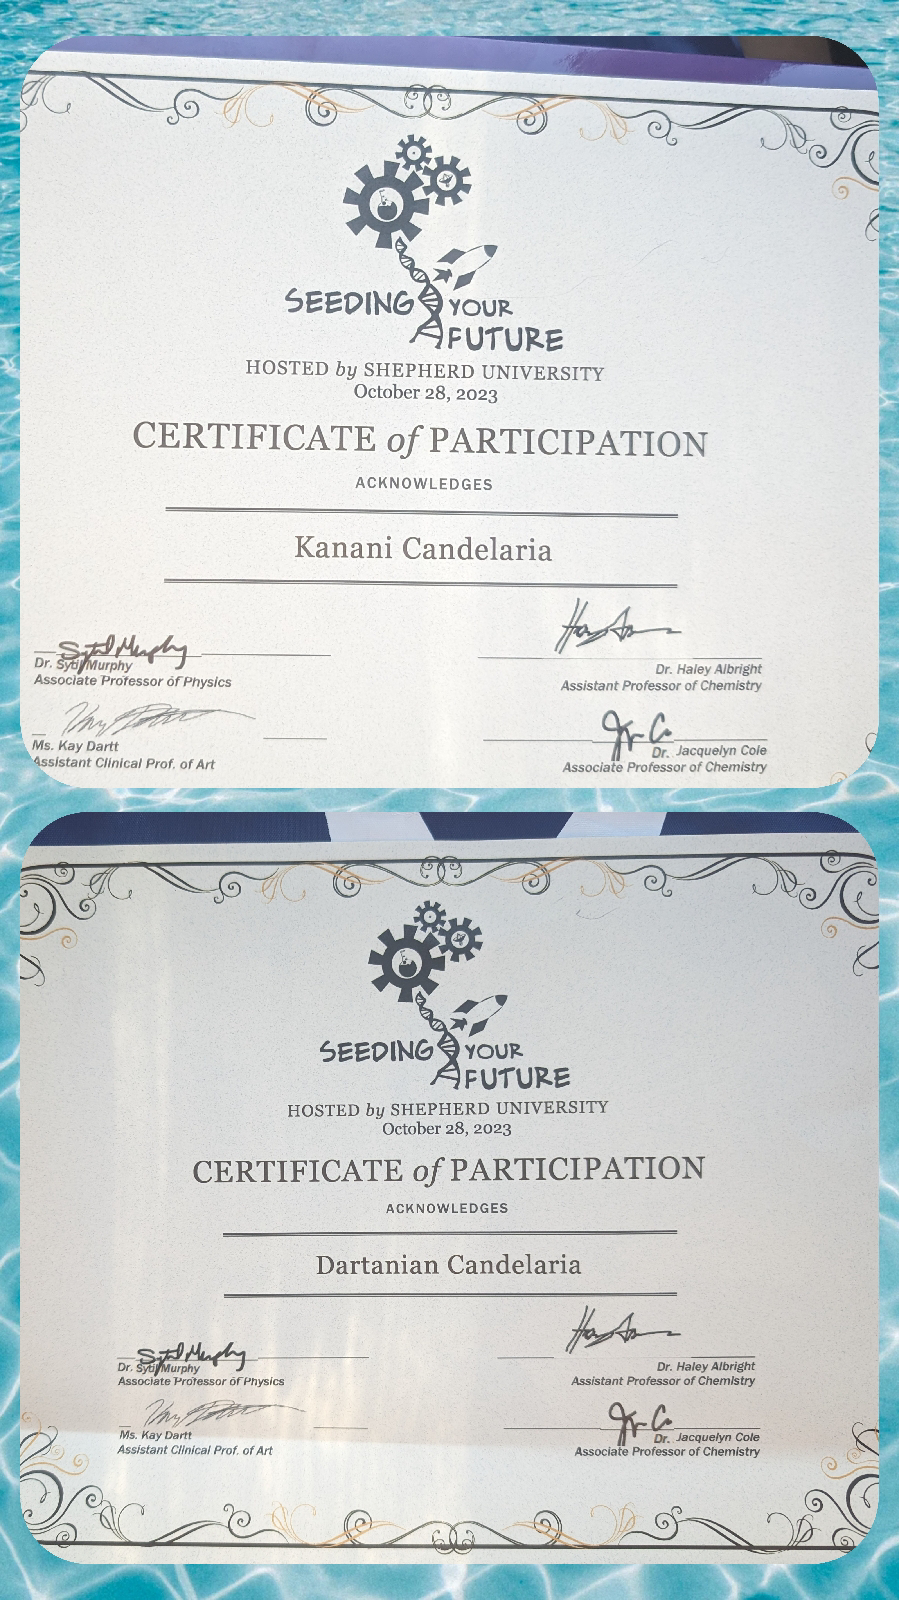 SEEDING YOUR
FUTURE
HOSTED by SHEPHERD UNIVERSITY
October 28, 2023
CERTIFICATE of PARTICIPATION
ACKNOWLEDGES
Kanani Candelaria
Dr. Sytil Murphy
Associate Professor of Physics
Dr. Haley Albright
Assistant Professor of Chemistry
Ms. Kay Dartt
Assistant Clinical Prof. of Art
Dr. Jacquelyn Cole
Associate Professor of Chemistry
SEEDING YOUR
FUTURE
HOSTED by SHEPHERD UNIVERSITY
October 28, 2023
CERTIFICATE of PARTICIPATION
ACKNOWLEDGES
Dartanian Candelaria
Dr. Sytil Murphy
Associate Professor of Physics
Dr. Haley Albright
Assistant Professor of Chemistry
Ms. Kay Dartt
Assistant Clinical Prof. of Art
Dr. Jacquelyn Cole
Associate Professor of Chemistry